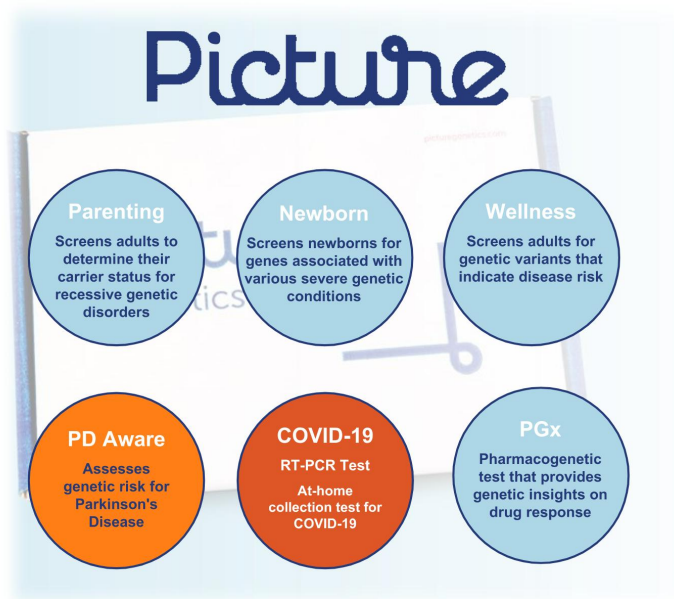 Picture
Parenting
Screens adults to
determine their
carrier status for
recessive genetic
disorders
Newborn
Screens newborns for
genes associated with
various severe genetic
conditions
Wellness
Screens adults for
genetic variants that
indicate disease risk
PD Aware
Assesses
genetic risk for
Parkinson's
Disease
COVID-19
RT-PCR Test
At-home
collection test for
COVID-19
PGx
Pharmacogenetic
test that provides
genetic insights on
drug response